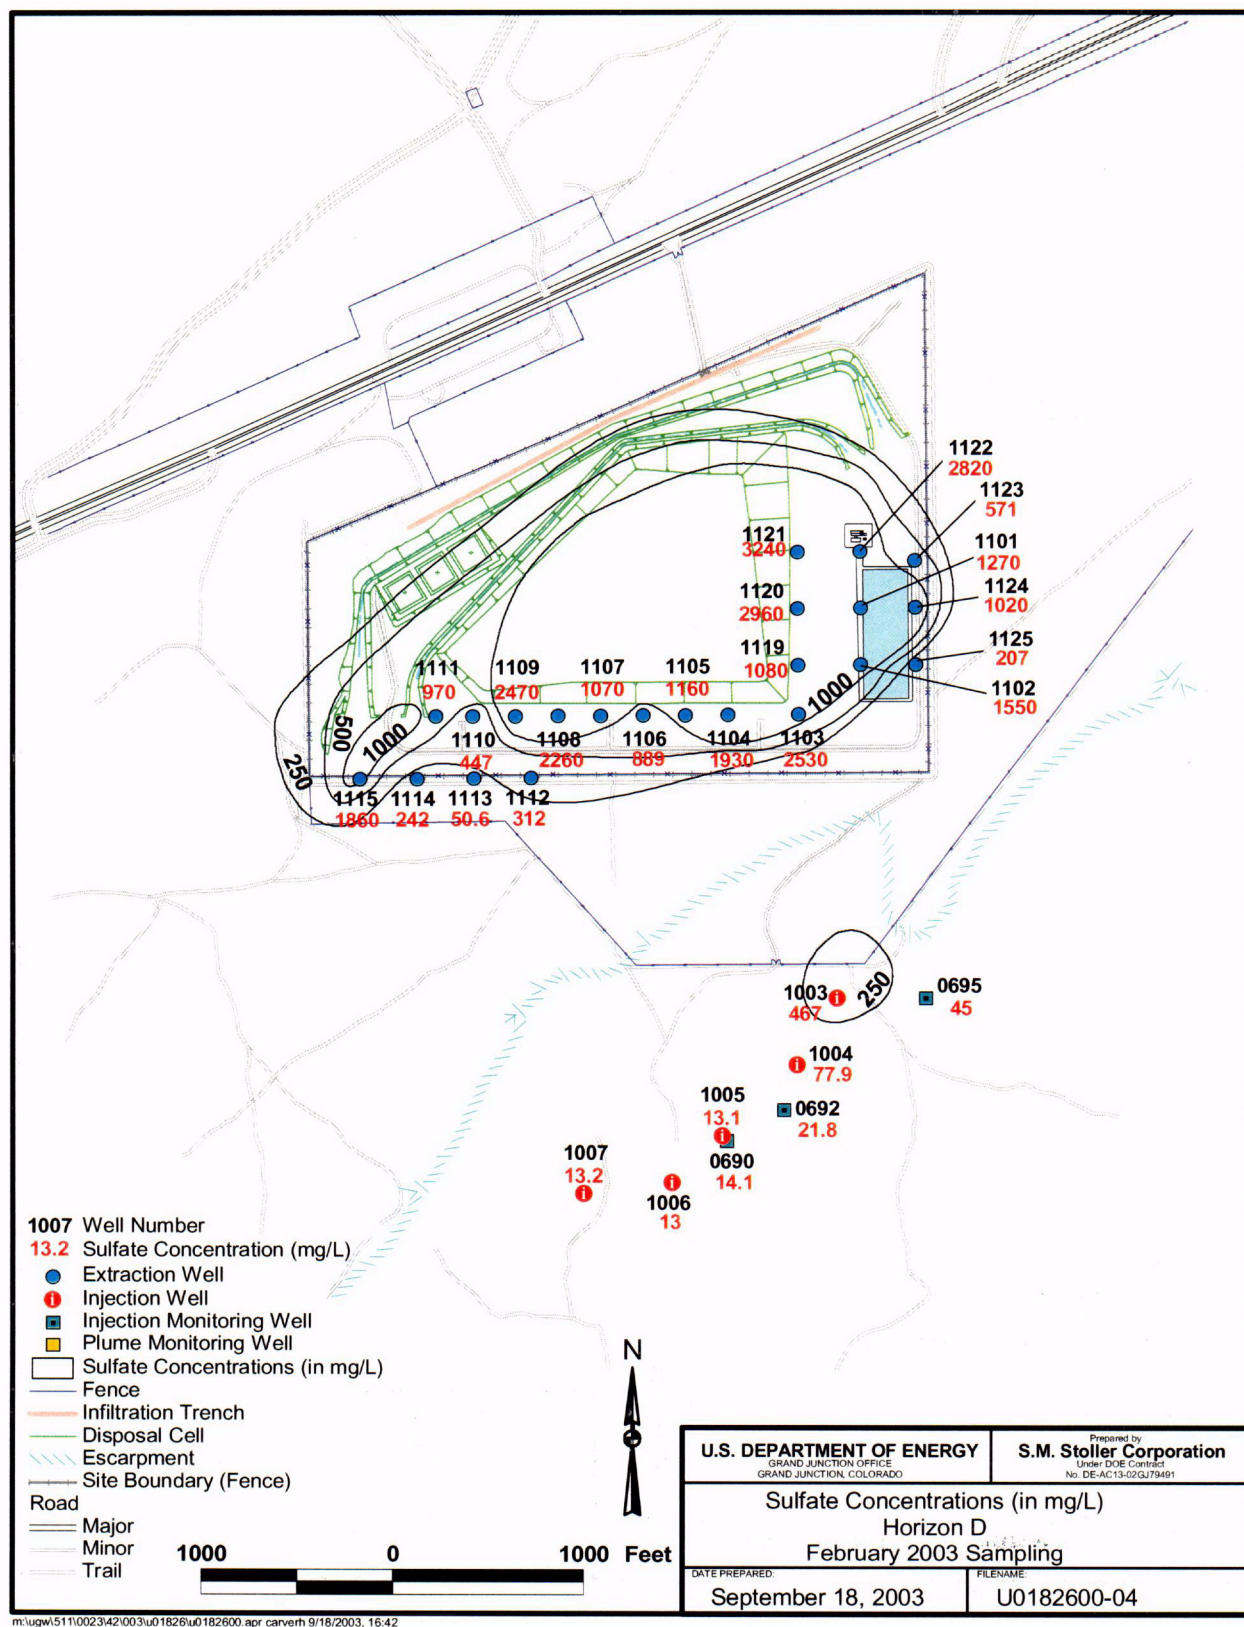 1122
2820
1123
571
1121
3240
1101
1270
1120
2960
1124
1020
1119
1080
1125
207
1102
1550
1111
970
1109
2470
1107
1070
1105
1160
1000
500
1000
250
1110
447
1108
2260
1106
889
1104
1930
1103
2530
1115
1860
1114
242
1113
50.6
1112
312
1003
467
250
0695
45
1004
77.9
1005
13.1
0692
21.8
0690
14.1
1007
13.2
1006
13
1007 Well Number
13.2 Sulfate Concentration (mg/L)
Extraction Well
i Injection Well
Injection Monitoring Well
Plume Monitoring Well
Sulfate Concentrations (in mg/L)
Fence
Infiltration Trench
Disposal Cell
Escarpment
Site Boundary (Fence)
Road
Major
Minor
Trail
N
1000 0 1000 Feet
U.S. DEPARTMENT OF ENERGY
GRAND JUNCTION OFFICE
GRAND JUNCTION, COLORADO
Prepared by
S.M. Stoller Corporation
Under DOE Contract
No. DE-AC13-02GJ79491
Sulfate Concentrations (in mg/L)
Horizon D
February 2003 Sampling
DATE PREPARED:
September 18, 2003
FILENAME:
U0182600-04
m:\ugw\511\0023\42\003\u01826\u0182600.apr carverh 9/18/2003, 16:42